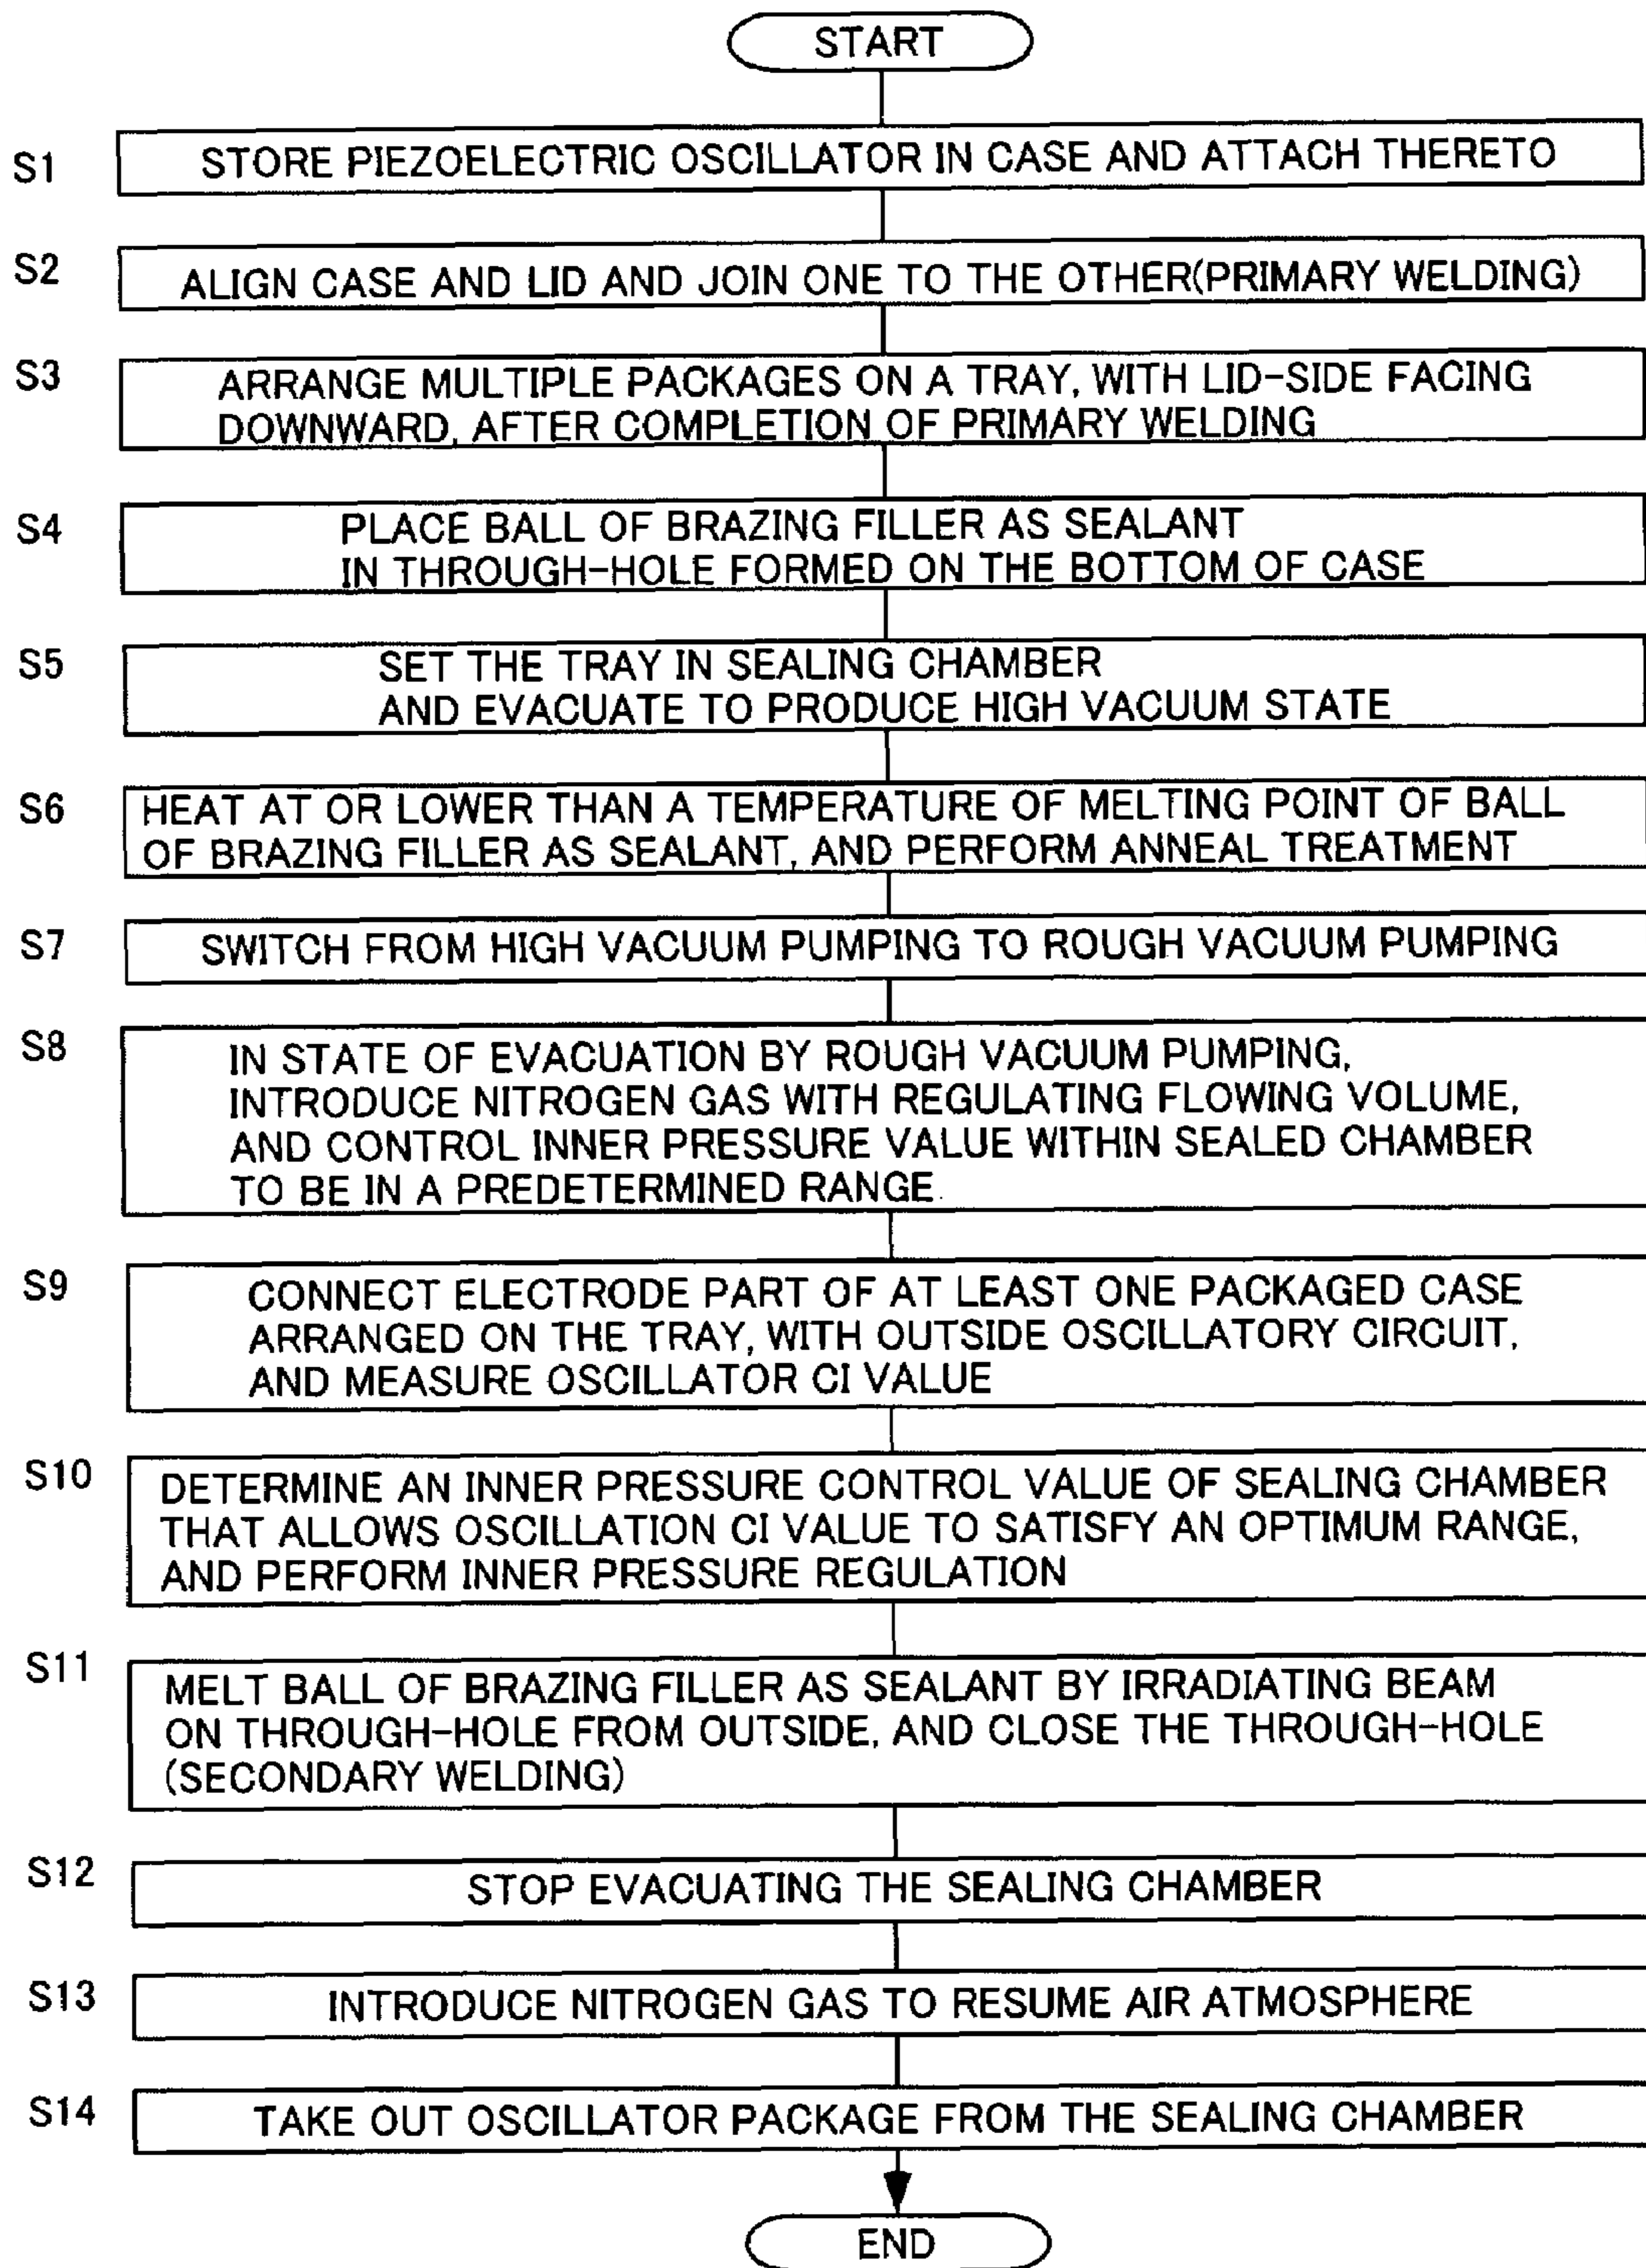 START
S1
STORE PIEZOELECTRIC OSCILLATOR IN CASE AND ATTACH THERETO
S2
ALIGN CASE AND LID AND JOIN ONE TO THE OTHER(PRIMARY WELDING)
S3
ARRANGE MULTIPLE PACKAGES ON A TRAY, WITH LID-SIDE FACING
DOWNWARD, AFTER COMPLETION OF PRIMARY WELDING
S4
PLACE BALL OF BRAZING FILLER AS SEALANT
IN THROUGH-HOLE FORMED ON THE BOTTOM OF CASE
S5
SET THE TRAY IN SEALING CHAMBER
AND EVACUATE TO PRODUCE HIGH VACUUM STATE
S6
HEAT AT OR LOWER THAN A TEMPERATURE OF MELTING POINT OF BALL
OF BRAZING FILLER AS SEALANT, AND PERFORM ANNEAL TREATMENT
S7
SWITCH FROM HIGH VACUUM PUMPING TO ROUGH VACUUM PUMPING
S8
IN STATE OF EVACUATION BY ROUGH VACUUM PUMPING,
INTRODUCE NITROGEN GAS WITH REGULATING FLOWING VOLUME,
AND CONTROL INNER PRESSURE VALUE WITHIN SEALED CHAMBER
TO BE IN A PREDETERMINED RANGE.
S9
CONNECT ELECTRODE PART OF AT LEAST ONE PACKAGED CASE
ARRANGED ON THE TRAY, WITH OUTSIDE OSCILLATORY CIRCUIT,
AND MEASURE OSCILLATOR CI VALUE
S10
DETERMINE AN INNER PRESSURE CONTROL VALUE OF SEALING CHAMBER
THAT ALLOWS OSCILLATION CI VALUE TO SATISFY AN OPTIMUM RANGE,
AND PERFORM INNER PRESSURE REGULATION
S11
MELT BALL OF BRAZING FILLER AS SEALANT BY IRRADIATING BEAM
ON THROUGH-HOLE FROM OUTSIDE, AND CLOSE THE THROUGH-HOLE
(SECONDARY WELDING)
S12
STOP EVACUATING THE SEALING CHAMBER
S13
INTRODUCE NITROGEN GAS TO RESUME AIR ATMOSPHERE
S14
TAKE OUT OSCILLATOR PACKAGE FROM THE SEALING CHAMBER
END